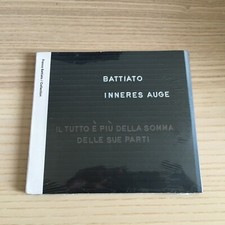 BATTIATO
INNERES AUGE
IL TUTTO È PIÙ DELLA SOMMA
DELLE SUE PARTI